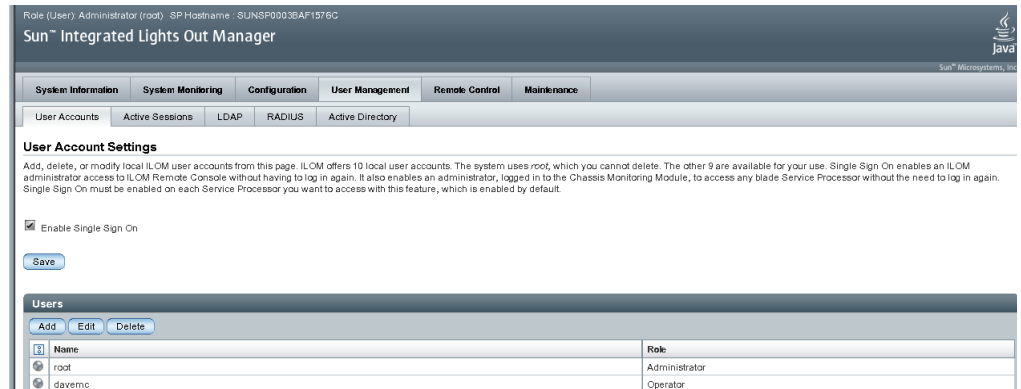 Role (User): Administrator (root) SP Hostname : SUNSP0003BAF1576C
Sun™ Integrated Lights Out Manager
Java
Sun™ Microsystems, Inc
System Information System Monitoring Configuration User Management Remote Control Maintenance
User Accounts Active Sessions LDAP RADIUS Active Directory
User Account Settings
Add, delete, or modify local ILOM user accounts from this page. ILOM offers 10 local user accounts. The system uses root, which you cannot delete. The other 9 are available for your use. Single Sign On enables an ILOM
administrator access to ILOM Remote Console without having to log in again. It also enables an administrator, logged in to the Chassis Monitoring Module, to access any blade Service Processor without the need to log in again.
Single Sign On must be enabled on each Service Processor you want to access with this feature, which is enabled by default.
Enable Single Sign On
Save
Users
Add Edit Delete
Name Role
root Administrator
davemc Operator